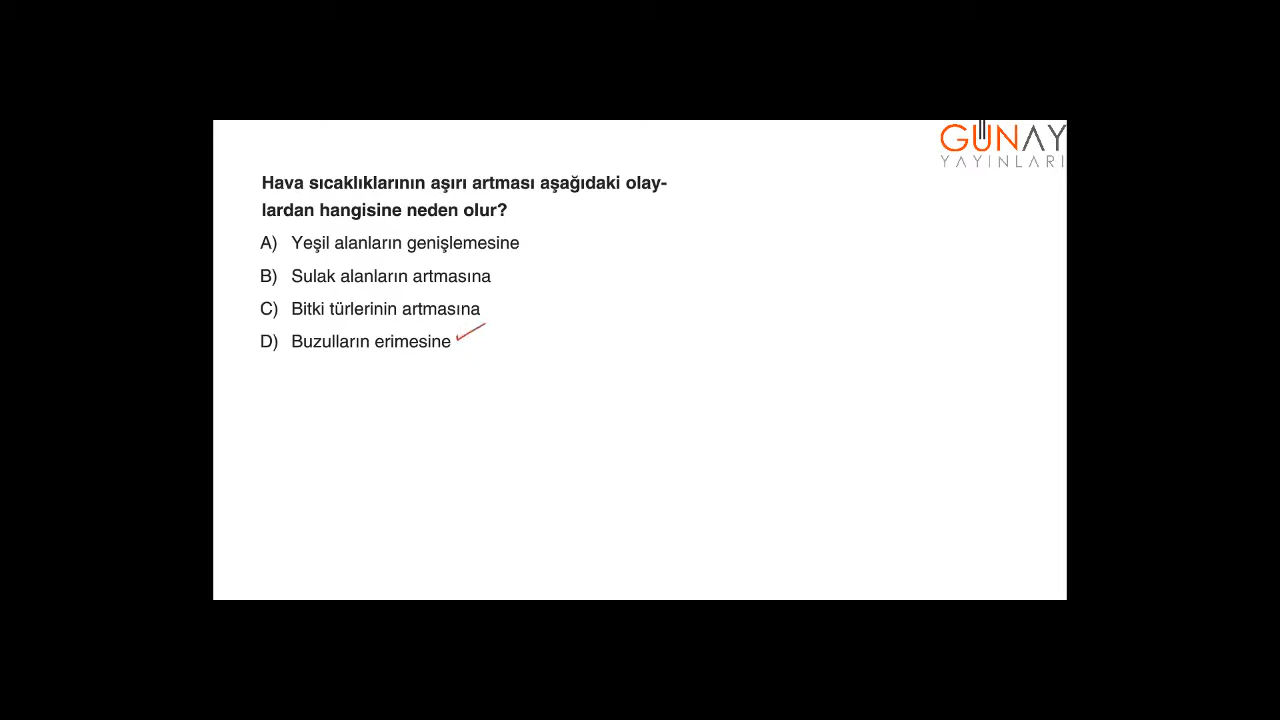 GÜNAY
YAYINLARI
Hava sıcaklıklarının aşırı artması aşağıdaki olay-
lardan hangisine neden olur?
A) Yeşil alanların genişlemesine
B) Sulak alanların artmasına
C) Bitki türlerinin artmasına
D) Buzulların erimesine